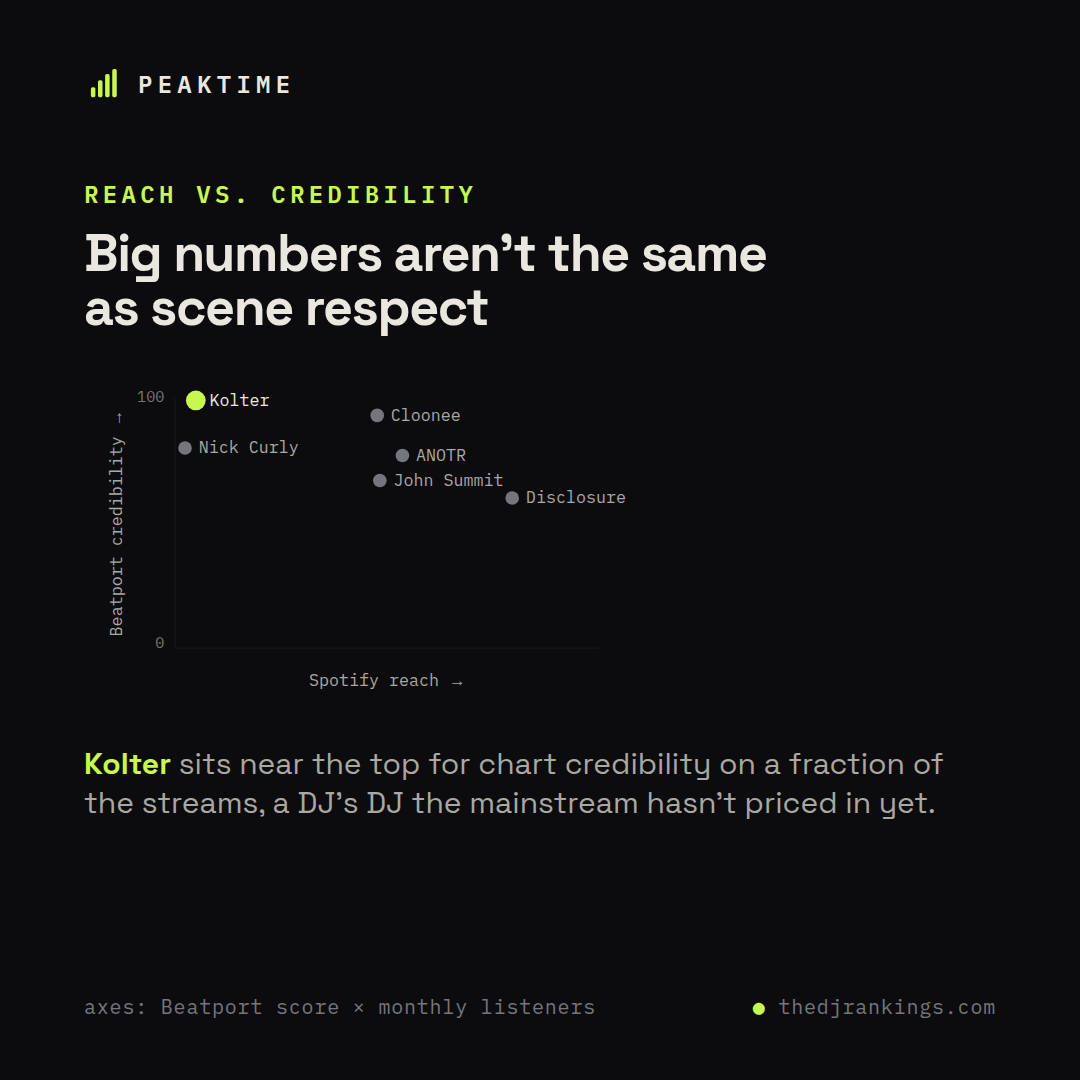 PEAKTIME
REACH VS. CREDIBILITY
Big numbers aren’t the same
as scene respect
100
Kolter
Cloonee
Nick Curly
ANOTR
John Summit
Disclosure
Beatport credibility →
0
Spotify reach →
Kolter sits near the top for chart credibility on a fraction of
the streams, a DJ’s DJ the mainstream hasn’t priced in yet.
axes: Beatport score × monthly listeners
thedjrankings.com